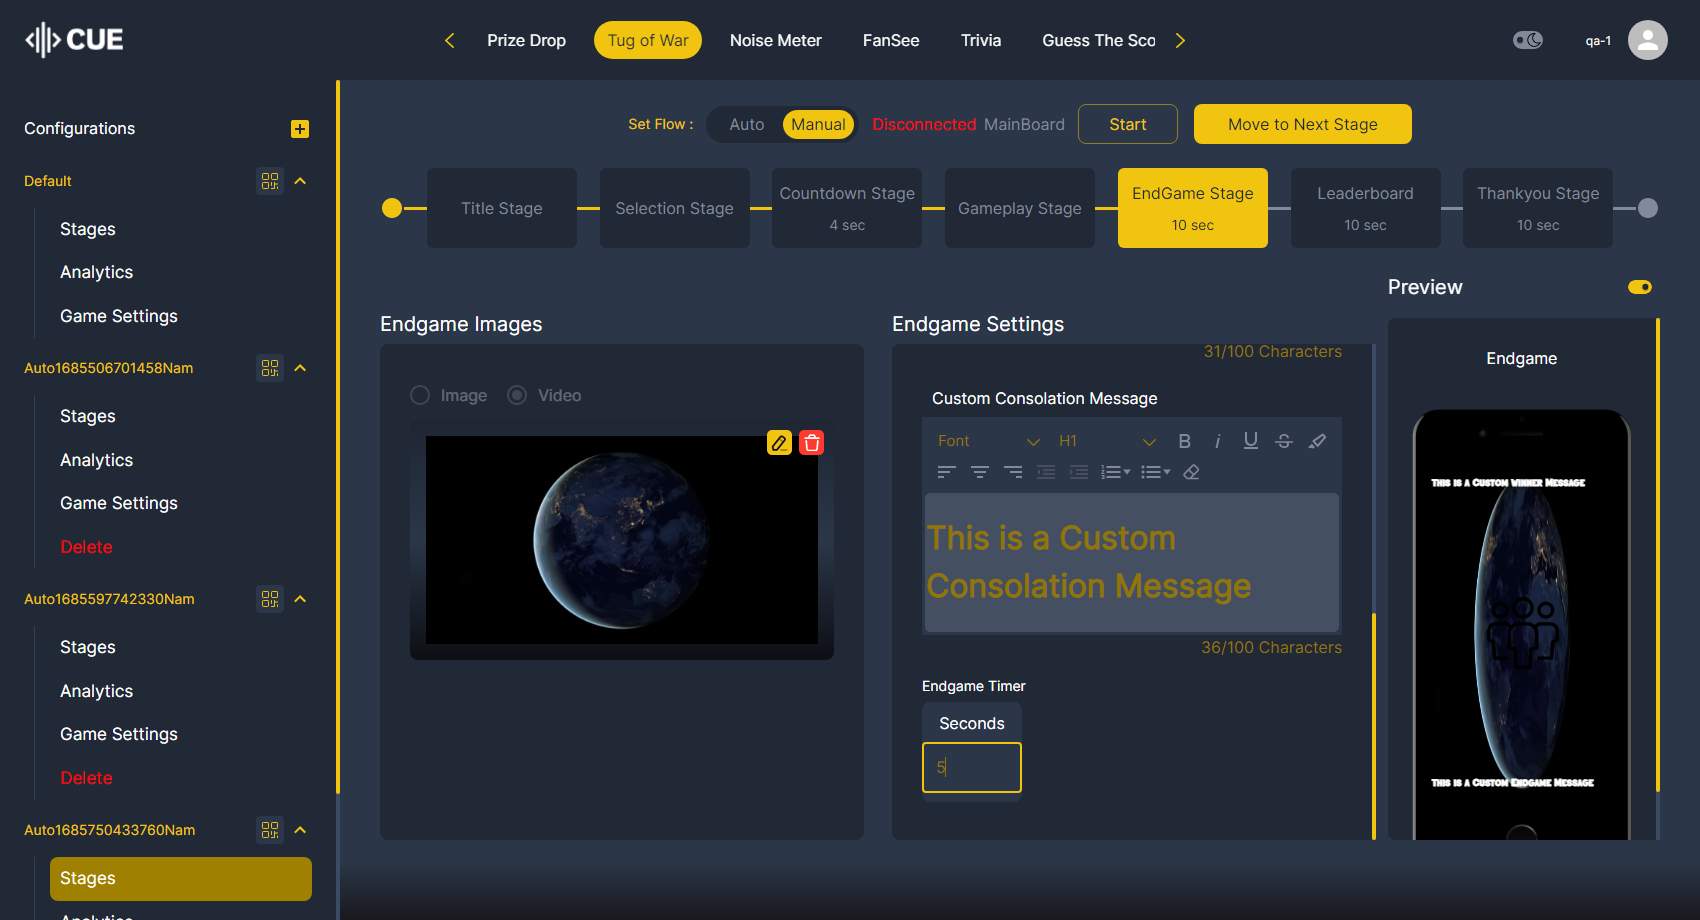 CUE
Prize Drop
Tug of War
Noise Meter
FanSee
Trivia
Guess The Sco
qa-1
Configurations
Default
Stages
Analytics
Game Settings
Auto1685506701458Nam
Stages
Analytics
Game Settings
Delete
Auto1685597742330Nam
Stages
Analytics
Game Settings
Delete
Auto1685750433760Nam
Stages
Analytics
Set Flow :
Auto
Manual
Disconnected MainBoard
Start
Move to Next Stage
Title Stage
Selection Stage
Countdown Stage
4 sec
Gameplay Stage
EndGame Stage
10 sec
Leaderboard
10 sec
Thankyou Stage
10 sec
Endgame Images
Image
Video
Endgame Settings
31/100 Characters
Custom Consolation Message
Font
H1
B
i
U
S
This is a Custom
Consolation Message
36/100 Characters
Endgame Timer
Seconds
5
Preview
Endgame
This is a Custom Winner Message
This is a Custom Endgame Message